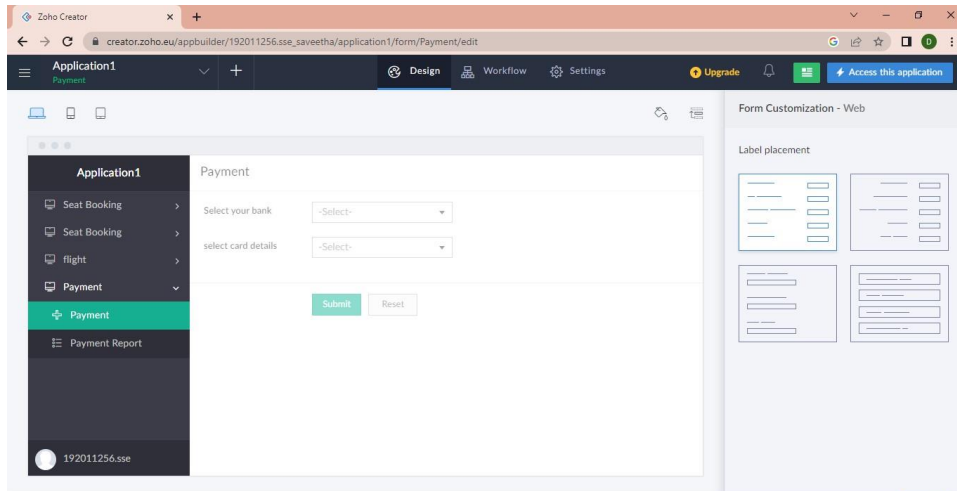 Zoho Creator
creator.zoho.eu/appbuilder/192011256.sse_saveetha/application1/form/Payment/edit
G
D
Application1
Payment
Design
Workflow
Settings
Upgrade
Access this application
Form Customization - Web
Label placement
Application1
Seat Booking
Seat Booking
flight
Payment
Payment
Payment Report
192011256.sse
Payment
Select your bank
-Select-
select card details
-Select-
Submit
Reset